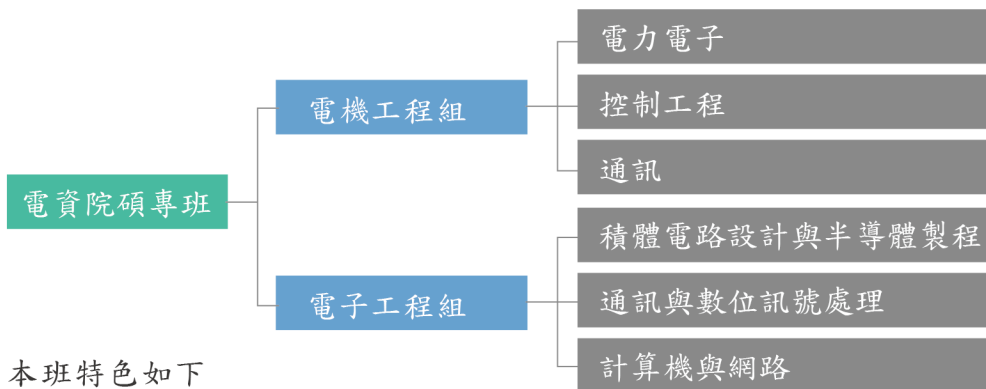 電資院碩專班
電機工程組
電力電子
控制工程
通訊
電子工程組
積體電路設計與半導體製程
通訊與數位訊號處理
計算機與網路
本班特色如下